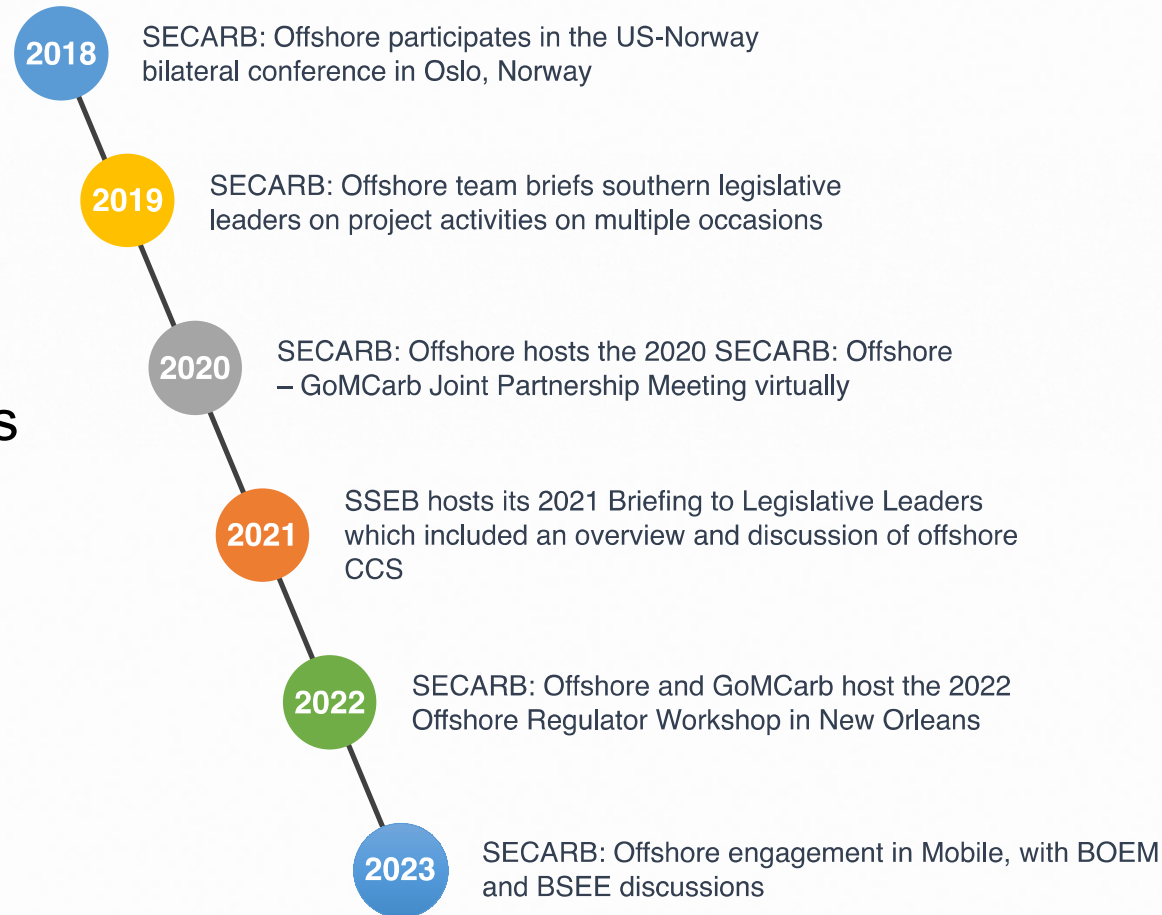 2018
SECARB: Offshore participates in the US-Norway
bilateral conference in Oslo, Norway
2019
SECARB: Offshore team briefs southern legislative
leaders on project activities on multiple occasions
2020
SECARB: Offshore hosts the 2020 SECARB: Offshore
– GoMCarb Joint Partnership Meeting virtually
s
2021
SSEB hosts its 2021 Briefing to Legislative Leaders
which included an overview and discussion of offshore
CCS
2022
SECARB: Offshore and GoMCarb host the 2022
Offshore Regulator Workshop in New Orleans
2023
SECARB: Offshore engagement in Mobile, with BOEM
and BSEE discussions